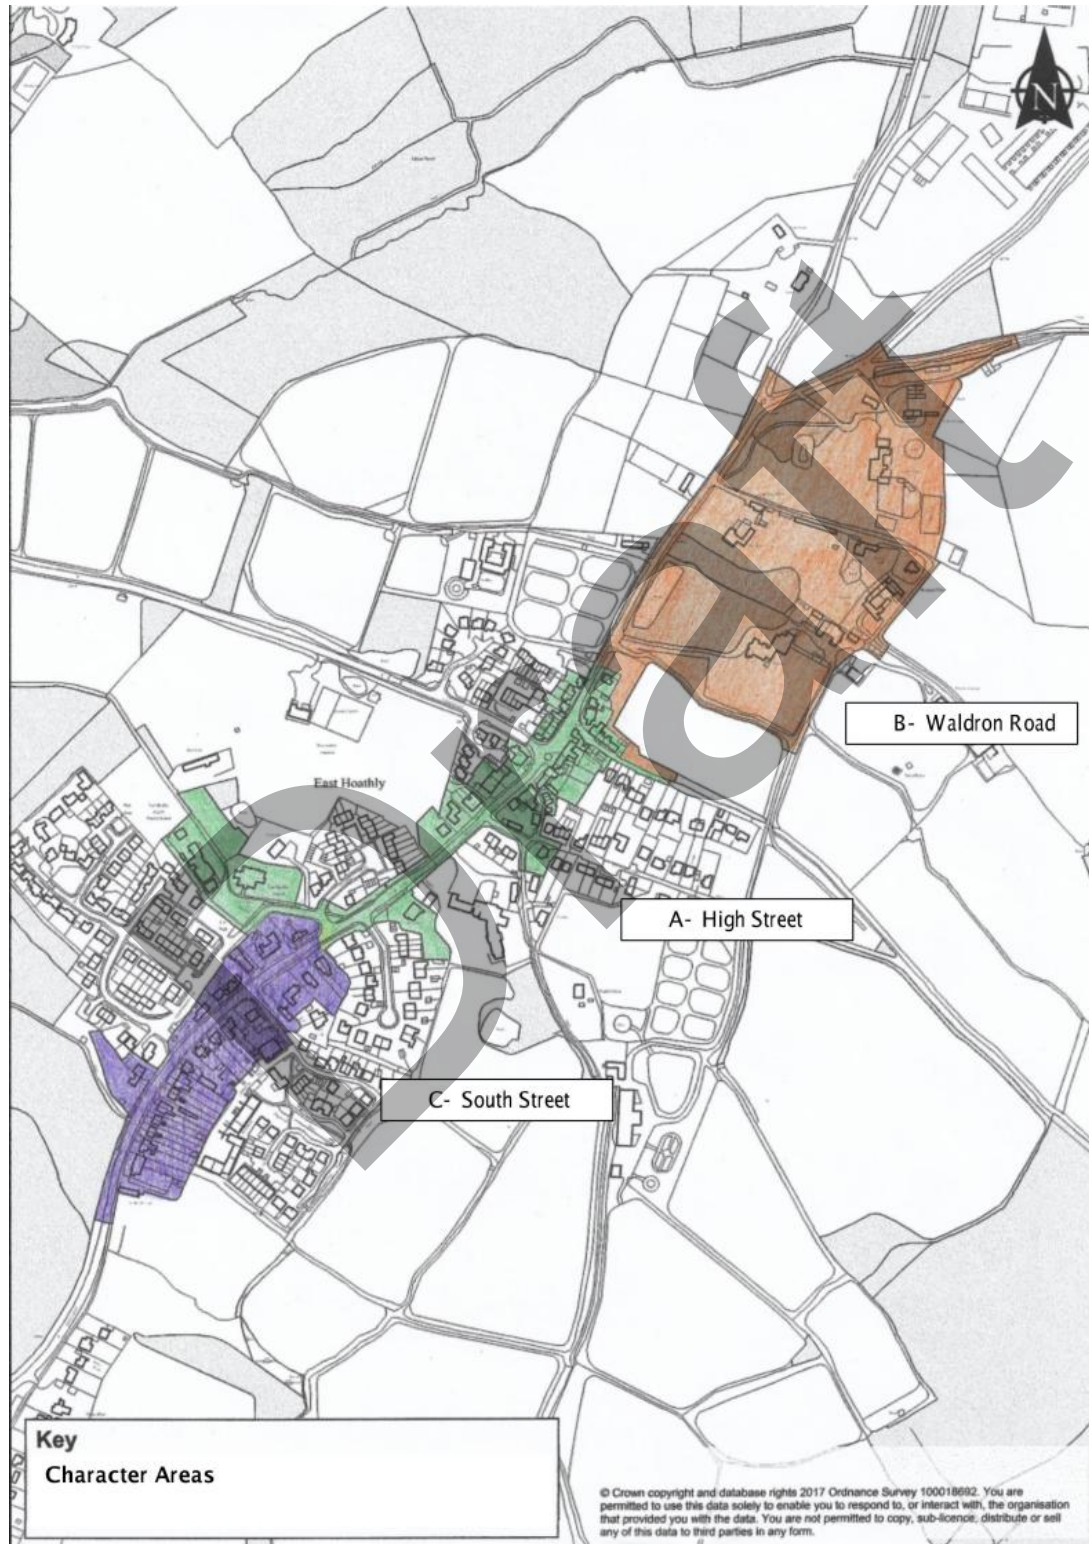 N
B- Waldron Road
East Hoathly
A- High Street
C- South Street
Draft
Key
Character Areas
© Crown copyright and database rights 2017 Ordnance Survey 100018692. You are
permitted to use this data solely to enable you to respond to, or interact with, the organisation
that provided you with the data. You are not permitted to copy, sub-licence, distribute or sell
any of this data to third parties in any form.